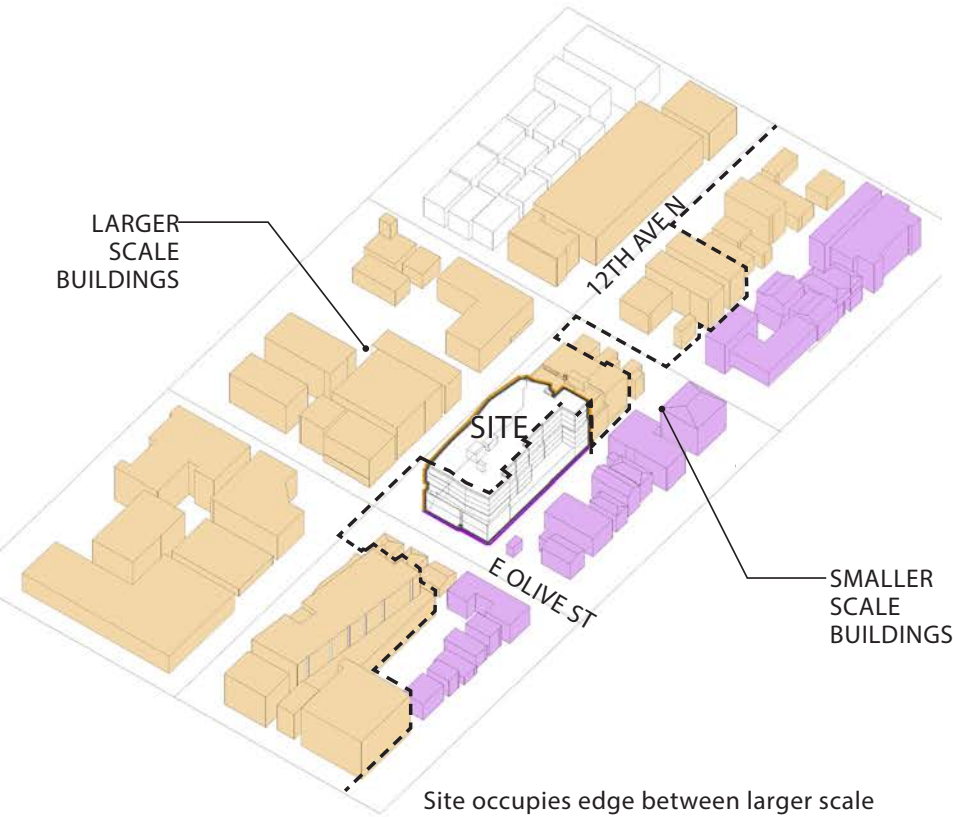 LARGER
SCALE
BUILDINGS
12TH AVE N
SITE
E OLIVE ST
SMALLER
SCALE
BUILDINGS
Site occupies edge between larger scale